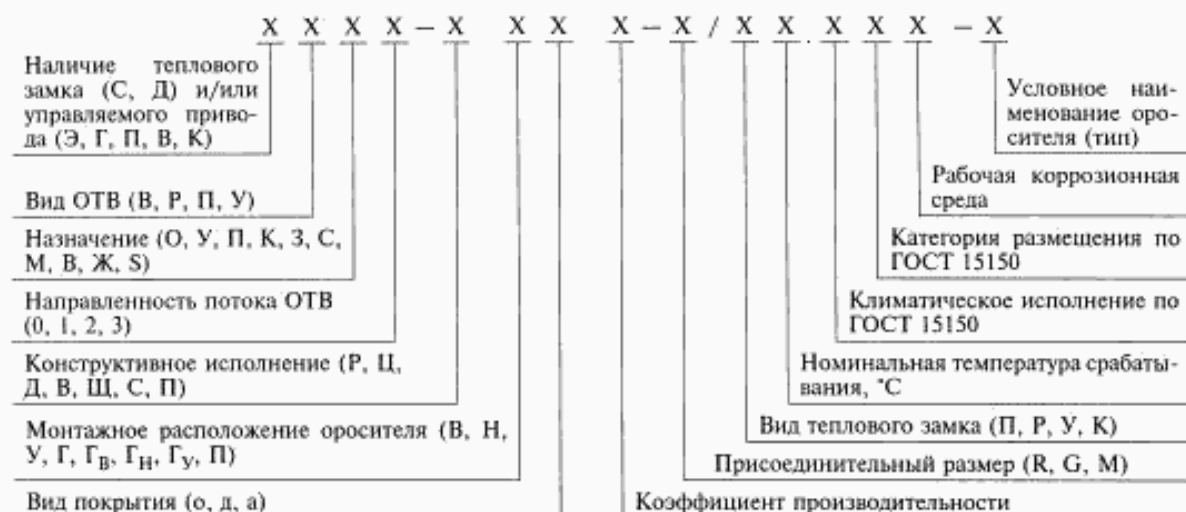 X X X X – X X X X – X / X X . X X X – X
Наличие теплового
замка (С, Д) и/или
управляемого приво-
да (Э, Г, П, В, К)
Вид ОТВ (В, Р, П, У)
Назначение (О, У, П, К, З, С,
М, В, Ж, S)
Направленность потока ОТВ
(0, 1, 2, 3)
Конструктивное исполнение (Р, Ц,
Д, В, Щ, С, П)
Монтажное расположение оросителя (В, Н,
У, Г, Гв, Гн, Гу, П)
Вид покрытия (о, д, а)
Условное наи-
менование оро-
сителя (тип)
Рабочая коррозионная
среда
Категория размещения по
ГОСТ 15150
Климатическое исполнение по
ГОСТ 15150
Номинальная температура срабаты-
вания, °С
Вид теплового замка (П, Р, У, К)
Присоединительный размер (R, G, M)
Коэффициент производительности